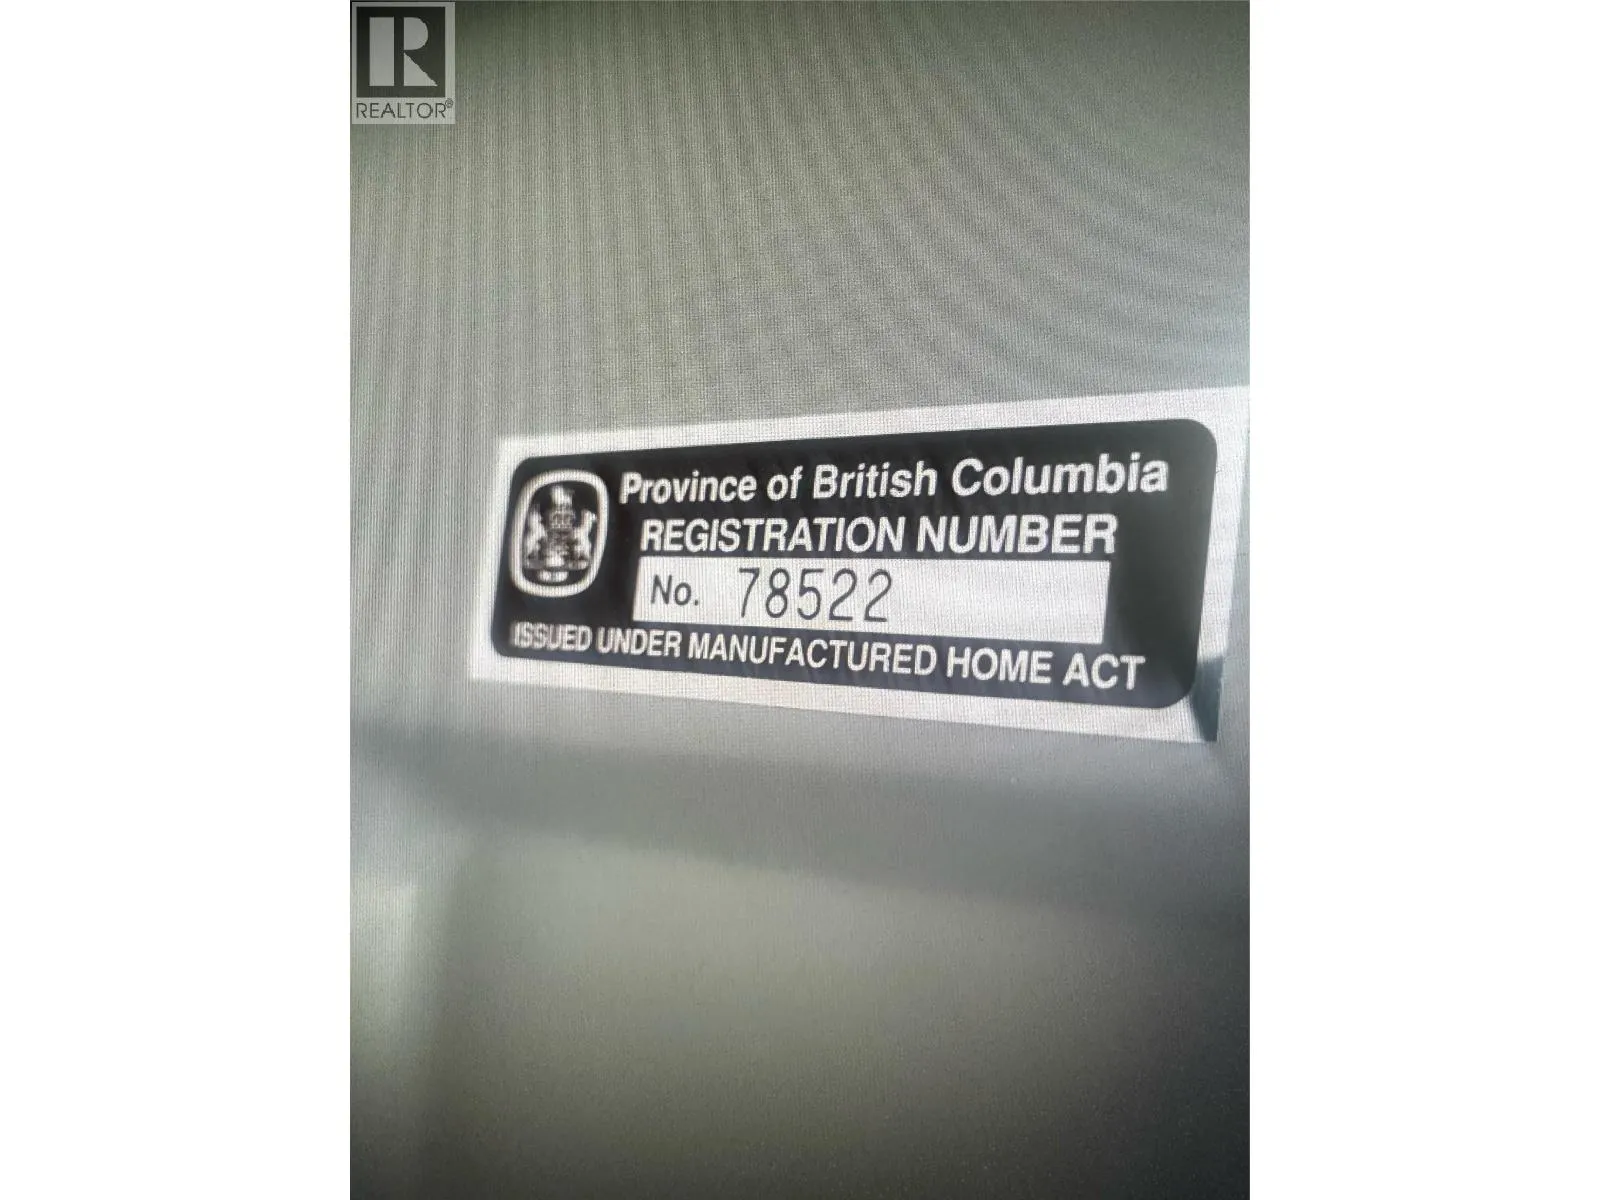 REALTOR®
Province of British Columbia
REGISTRATION NUMBER
No. 78522
ISSUED UNDER MANUFACTURED HOME ACT